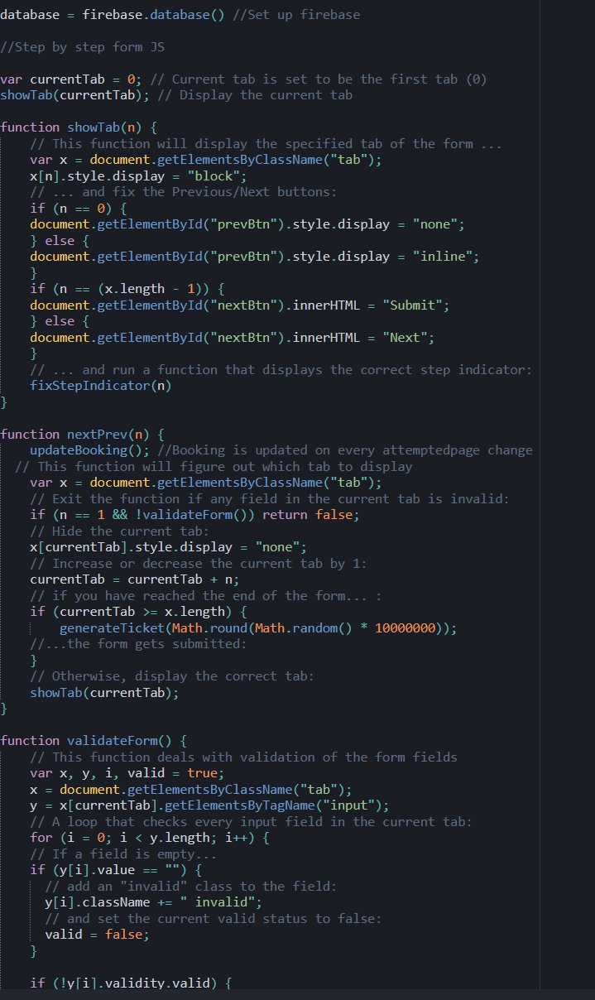 database = firebase.database() //Set up firebase
//Step by step form JS
var currentTab = 0; // Current tab is set to be the first tab (0)
showTab(currentTab); // Display the current tab
function showTab(n) {
// This function will display the specified tab of the form ...
var x = document.getElementsByClassName("tab");
x[n].style.display = "block";
// ... and fix the Previous/Next buttons:
if (n == 0) {
document.getElementById("prevBtn").style.display = "none";
} else {
document.getElementById("prevBtn").style.display = "inline";
}
if (n == (x.length - 1)) {
document.getElementById("nextBtn").innerHTML = "Submit";
} else {
document.getElementById("nextBtn").innerHTML = "Next";
}
// ... and run a function that displays the correct step indicator:
fixStepIndicator(n)
}
function nextPrev(n) {
updateBooking(); //Booking is updated on every attemptedpage change
// This function will figure out which tab to display
var x = document.getElementsByClassName("tab");
// Exit the function if any field in the current tab is invalid:
if (n == 1 && !validateForm()) return false;
// Hide the current tab:
x[currentTab].style.display = "none";
// Increase or decrease the current tab by 1:
currentTab = currentTab + n;
// if you have reached the end of the form... :
if (currentTab >= x.length) {
generateTicket(Math.round(Math.random() * 10000000));
//...the form gets submitted:
}
// Otherwise, display the correct tab:
showTab(currentTab);
}
function validateForm() {
// This function deals with validation of the form fields
var x, y, i, valid = true;
x = document.getElementsByClassName("tab");
y = x[currentTab].getElementsByTagName("input");
// A loop that checks every input field in the current tab:
for (i = 0; i < y.length; i++) {
// If a field is empty...
if (y[i].value == "") {
// add an "invalid" class to the field:
y[i].className += " invalid";
// and set the current valid status to false:
valid = false;
}
if (!y[i].validity.valid) {